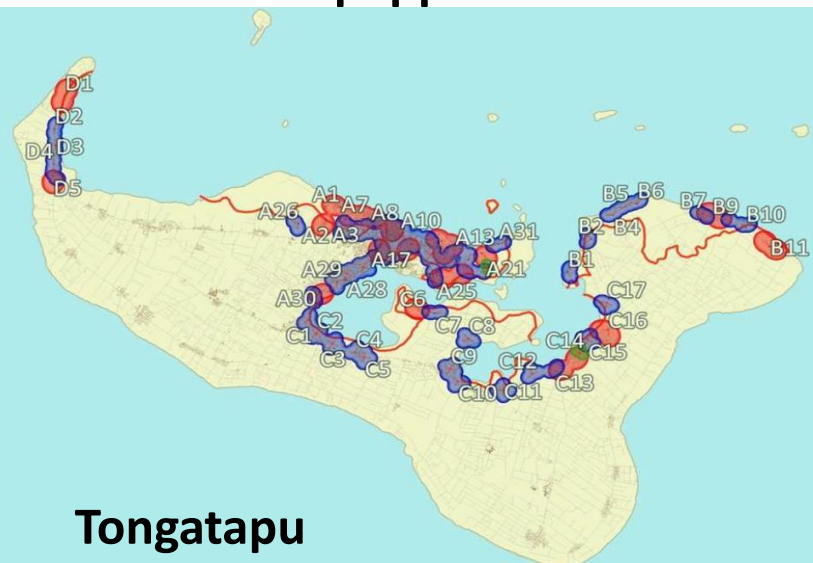 D1
D2
D4 D3
D5
A1
A7
A26
A2 A3
A8
A10
A13
A31
A17
A21
A29
A28
A25
A30
B5 B6
B4
B2
B1
B7 B9 B10
B11
C17
C16
C6
C7 C8
C1 C2
C3
C4
C5
C9
C10 C11
C12
C14
C15
C13
Tongatapu